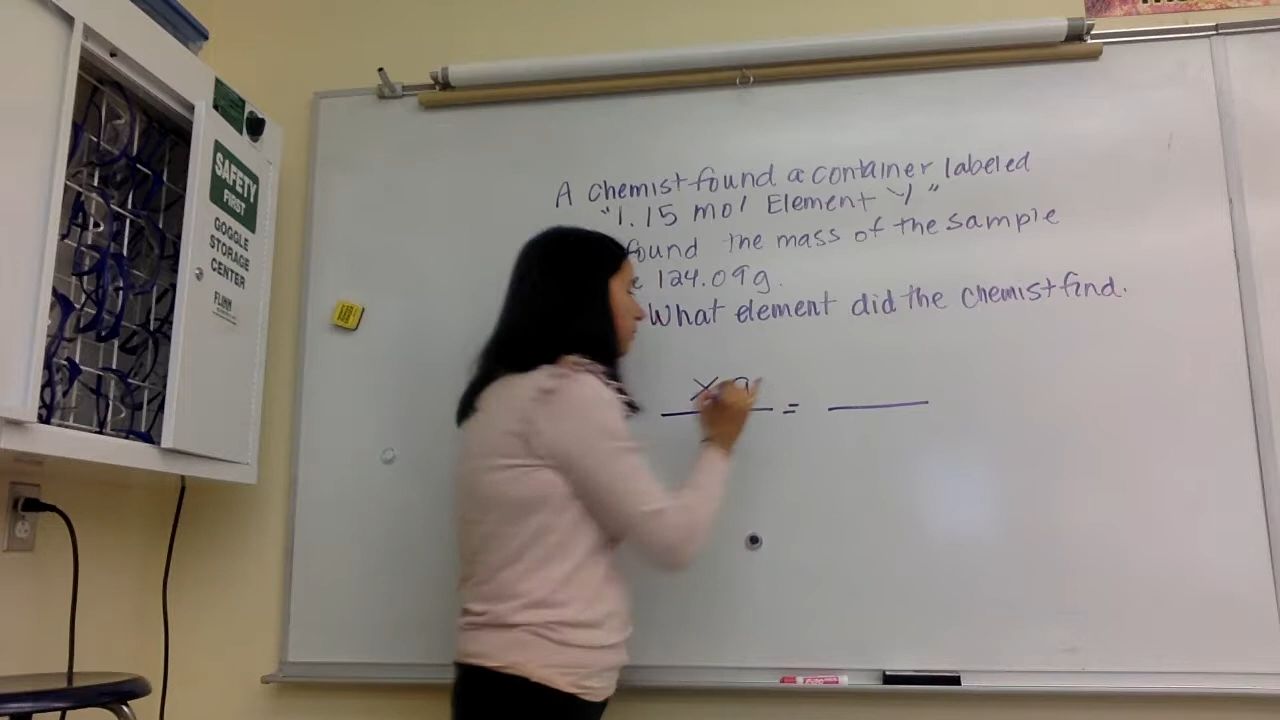 SAFETY
FIRST
GOGGLE
STORAGE
CENTER
FLINN
A chemist found a container labeled
"1.15 mol Element Y"
found the mass of the sample
124.09g.
What element did the chemist find.
X g
=